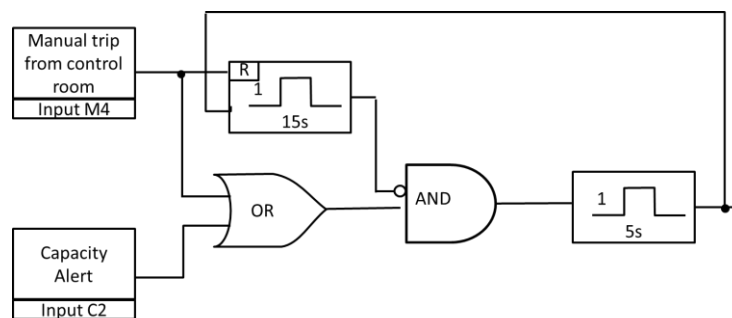 Manual trip
from control
room
Input M4
R
1
15s
OR
AND
1
5s
Capacity
Alert
Input C2